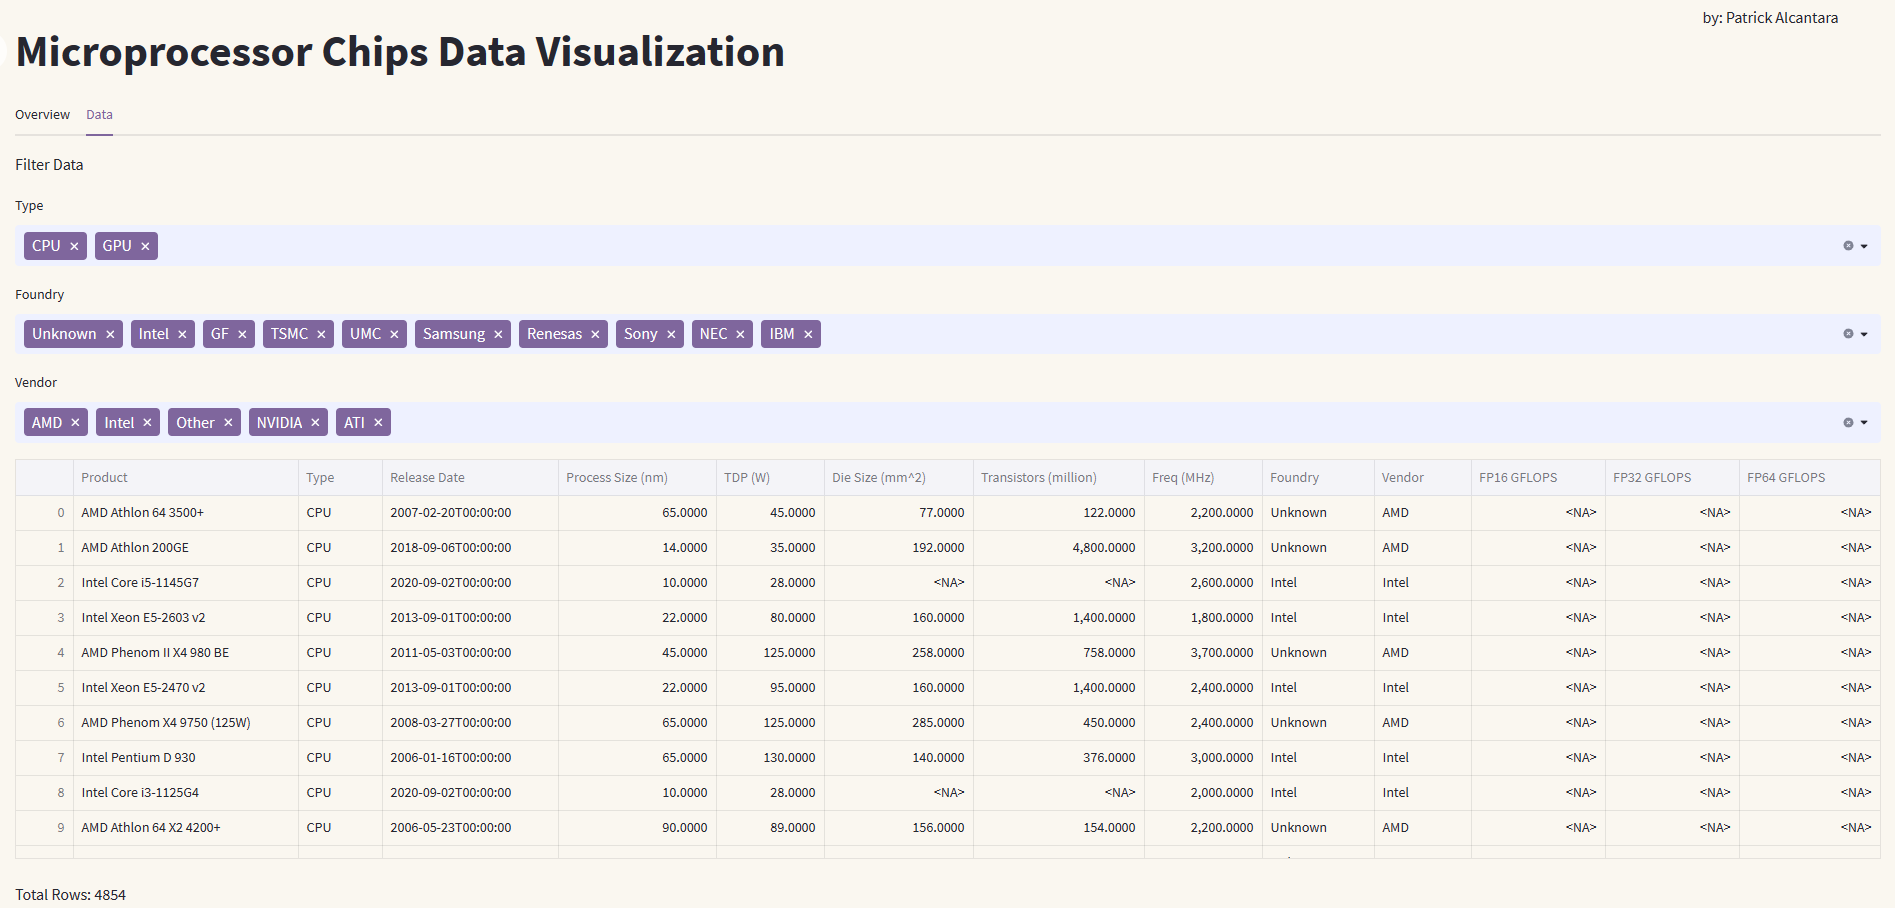 by: Patrick Alcantara
Microprocessor Chips Data Visualization
Overview Data
Filter Data
Type
CPU × GPU ×
Foundry
Unknown × Intel × GF × TSMC × UMC × Samsung × Renesas × Sony × NEC × IBM ×
Vendor
AMD × Intel × Other × NVIDIA × ATI ×
Product Type Release Date Process Size (nm) TDP (W) Die Size (mm^2) Transistors (million) Freq (MHz) Foundry Vendor FP16 GFLOPS FP32 GFLOPS FP64 GFLOPS
0 AMD Athlon 64 3500+ CPU 2007-02-20T00:00:00 65.0000 45.0000 77.0000 122.0000 2,200.0000 Unknown AMD <NA> <NA> <NA>
1 AMD Athlon 200GE CPU 2018-09-06T00:00:00 14.0000 35.0000 192.0000 4,800.0000 3,200.0000 Unknown AMD <NA> <NA> <NA>
2 Intel Core i5-1145G7 CPU 2020-09-02T00:00:00 10.0000 28.0000 <NA> <NA> 2,600.0000 Intel Intel <NA> <NA> <NA>
3 Intel Xeon E5-2603 v2 CPU 2013-09-01T00:00:00 22.0000 80.0000 160.0000 1,400.0000 1,800.0000 Intel Intel <NA> <NA> <NA>
4 AMD Phenom II X4 980 BE CPU 2011-05-03T00:00:00 45.0000 125.0000 258.0000 758.0000 3,700.0000 Unknown AMD <NA> <NA> <NA>
5 Intel Xeon E5-2470 v2 CPU 2013-09-01T00:00:00 22.0000 95.0000 160.0000 1,400.0000 2,400.0000 Intel Intel <NA> <NA> <NA>
6 AMD Phenom X4 9750 (125W) CPU 2008-03-27T00:00:00 65.0000 125.0000 285.0000 450.0000 2,400.0000 Unknown AMD <NA> <NA> <NA>
7 Intel Pentium D 930 CPU 2006-01-16T00:00:00 65.0000 130.0000 140.0000 376.0000 3,000.0000 Intel Intel <NA> <NA> <NA>
8 Intel Core i3-1125G4 CPU 2020-09-02T00:00:00 10.0000 28.0000 <NA> <NA> 2,000.0000 Intel Intel <NA> <NA> <NA>
9 AMD Athlon 64 X2 4200+ CPU 2006-05-23T00:00:00 90.0000 89.0000 156.0000 154.0000 2,200.0000 Unknown AMD <NA> <NA> <NA>
Total Rows: 4854